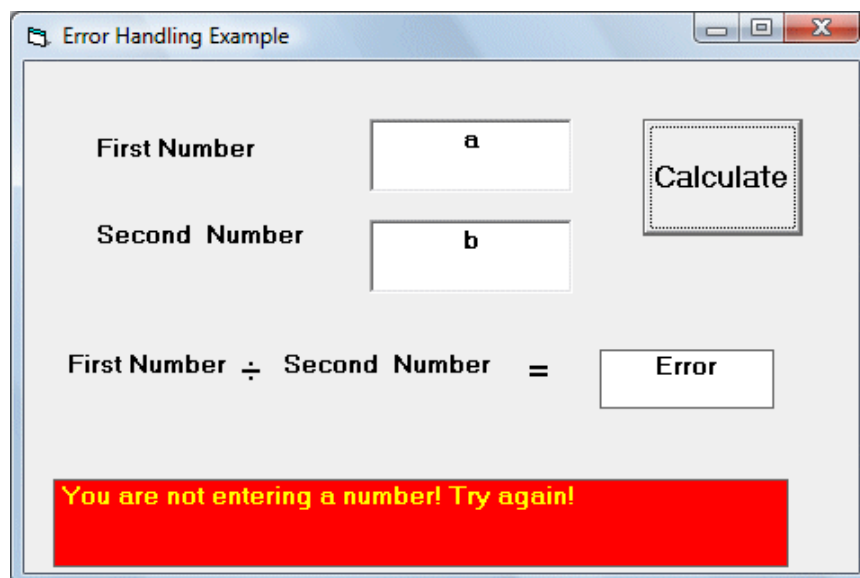 Error Handling Example
First Number
a
Calculate
Second Number
b
First Number ÷ Second Number = Error
You are not entering a number! Try again!